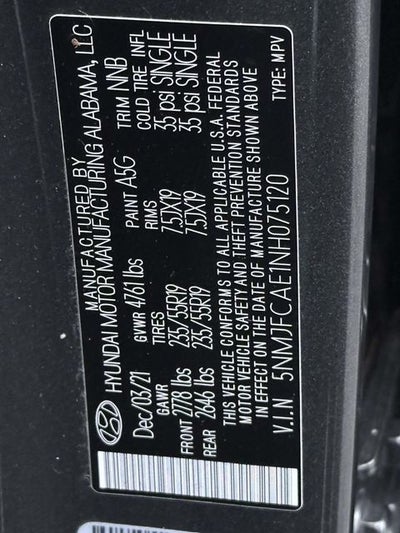 MANUFACTURED BY
HYUNDAI MOTOR MANUFACTURING ALABAMA, LLC
Dec/03/21 GVWR 4761 lbs PAINT A5G TRIM NNB
GAWR TIRES RIMS COLD TIRE INFL
FRONT 2778 lbs 235/55R19 7.5JX19 35 psi SINGLE
REAR 2646 lbs 235/55R19 7.5JX19 35 psi SINGLE
THIS VEHICLE CONFORMS TO ALL APPLICABLE U.S.A. FEDERAL
MOTOR VEHICLE SAFETY AND THEFT PREVENTION STANDARDS
IN EFFECT ON THE DATE OF MANUFACTURE SHOWN ABOVE
V.I.N 5NMJFCAE1NH075120 TYPE: MPV